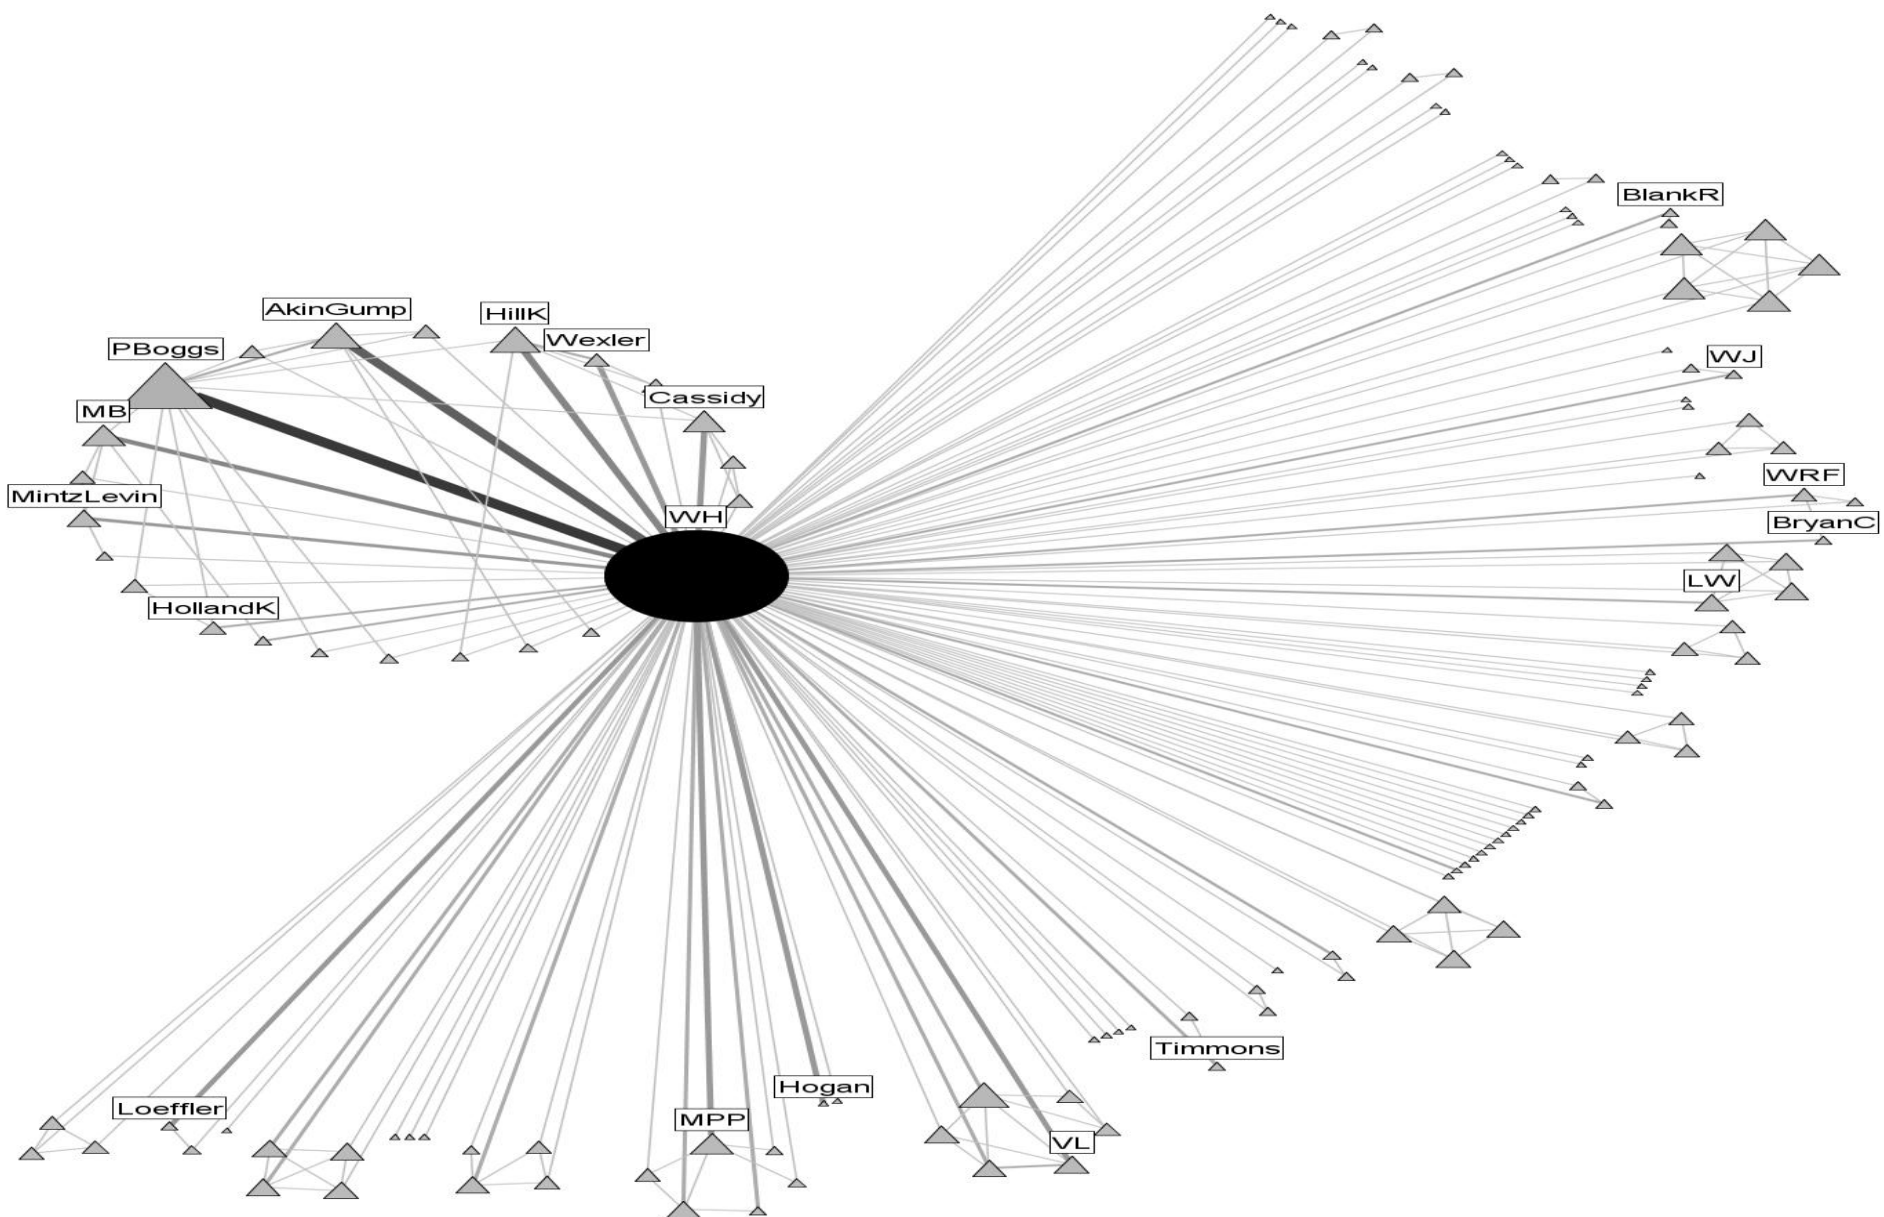 BlankR
AkinGump
HillK
Wexler
PBoggs
WJ
Cassidy
MB
WRF
MintzLevin
WH
BryanC
LW
HollandK
Timmons
Hogan
Loeffler
MPP
VL